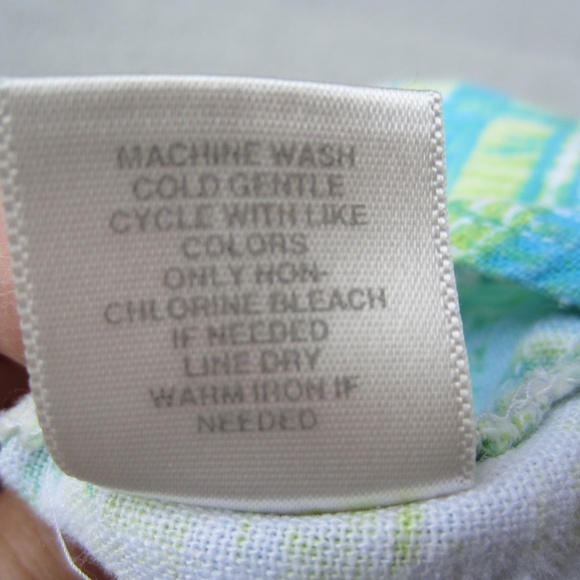 MACHINE WASH
COLD GENTLE
CYCLE WITH LIKE
COLORS
ONLY NON-
CHLORINE BLEACH
IF NEEDED
LINE DRY
WARM IRON IF
NEEDED